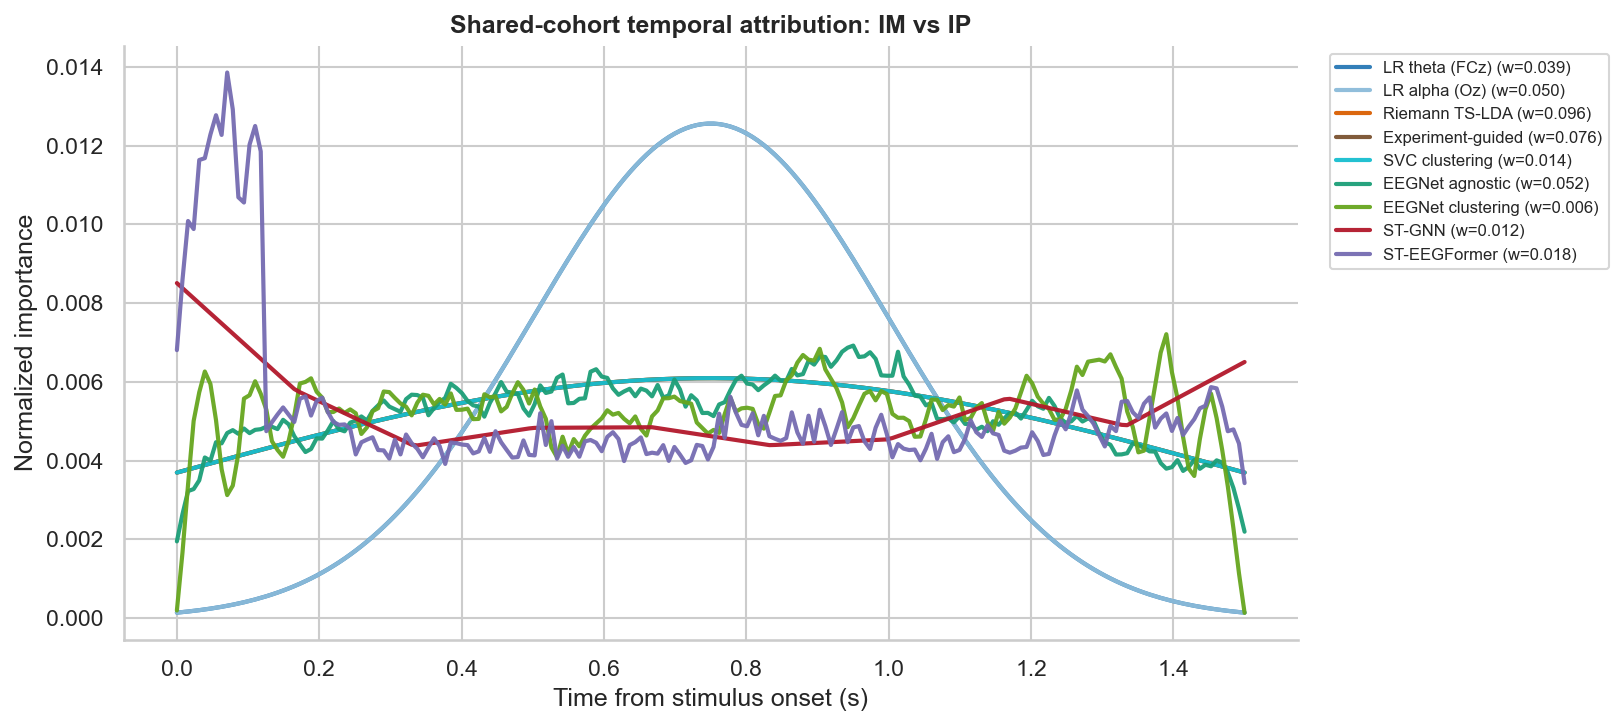 Shared-cohort temporal attribution: IM vs IP
Normalized importance
0.014
0.012
0.010
0.008
0.006
0.004
0.002
0.000
0.0 0.2 0.4 0.6 0.8 1.0 1.2 1.4
Time from stimulus onset (s)
LR theta (FCz) (w=0.039)
LR alpha (Oz) (w=0.050)
Riemann TS-LDA (w=0.096)
Experiment-guided (w=0.076)
SVC clustering (w=0.014)
EEGNet agnostic (w=0.052)
EEGNet clustering (w=0.006)
ST-GNN (w=0.012)
ST-EEGFormer (w=0.018)